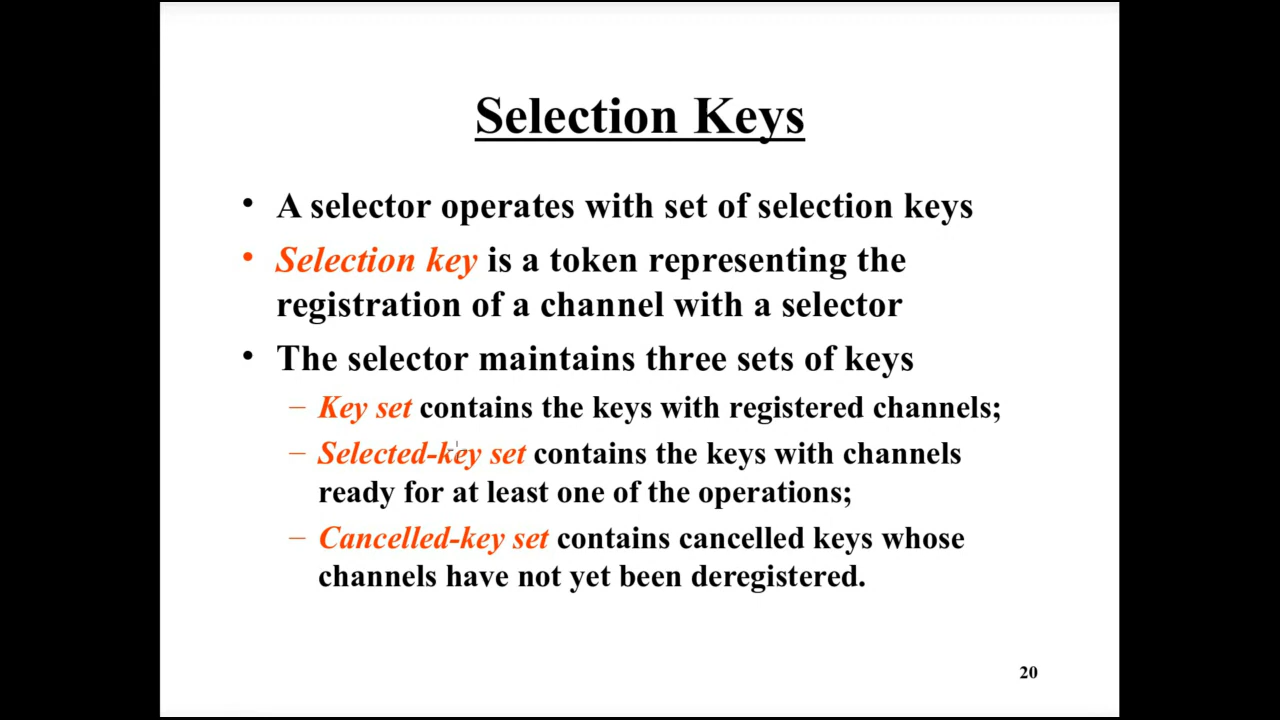 Selection Keys
• A selector operates with set of selection keys
• Selection key is a token representing the
registration of a channel with a selector
• The selector maintains three sets of keys
– Key set contains the keys with registered channels;
– Selected-key set contains the keys with channels
ready for at least one of the operations;
– Cancelled-key set contains cancelled keys whose
channels have not yet been deregistered.
20